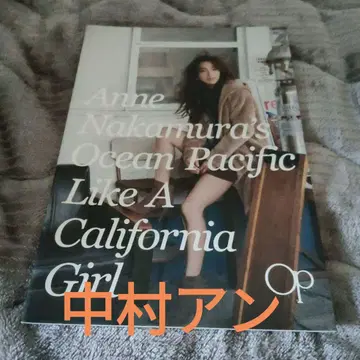 Anne
Nakamura's
Ocean Pacific
Like A
California
Girl
Op
中村アン